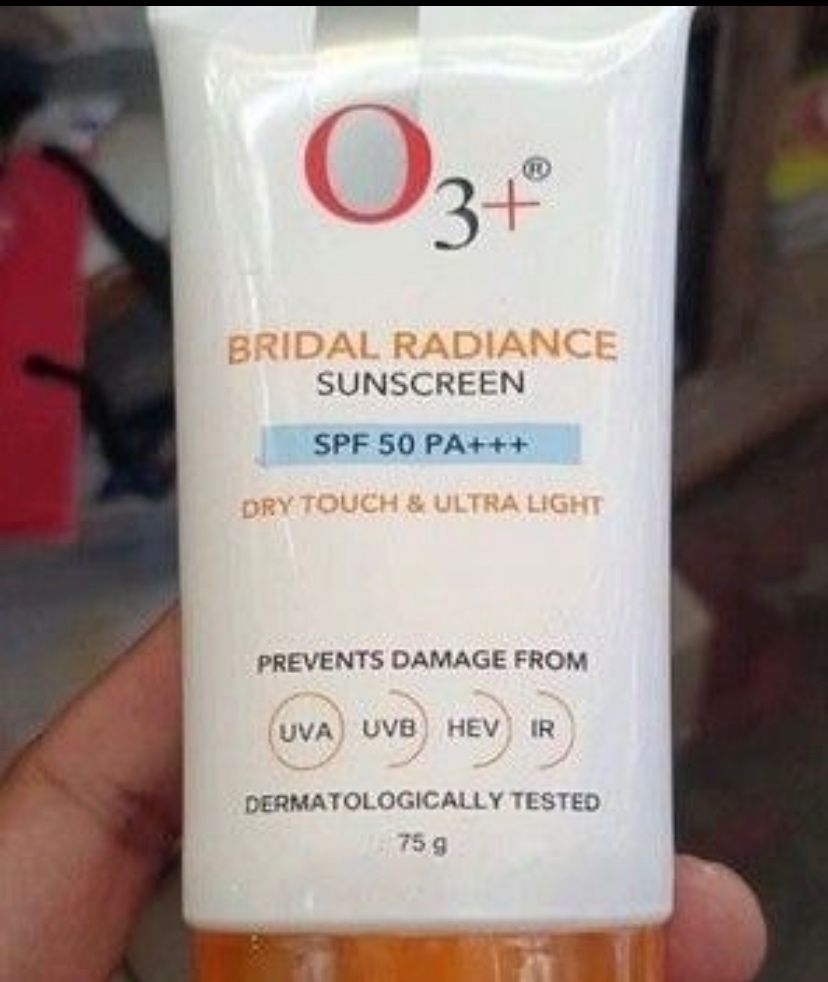 O3+®
BRIDAL RADIANCE
SUNSCREEN
SPF 50 PA+++
DRY TOUCH & ULTRA LIGHT
PREVENTS DAMAGE FROM
UVA UVB HEV IR
DERMATOLOGICALLY TESTED
75 g